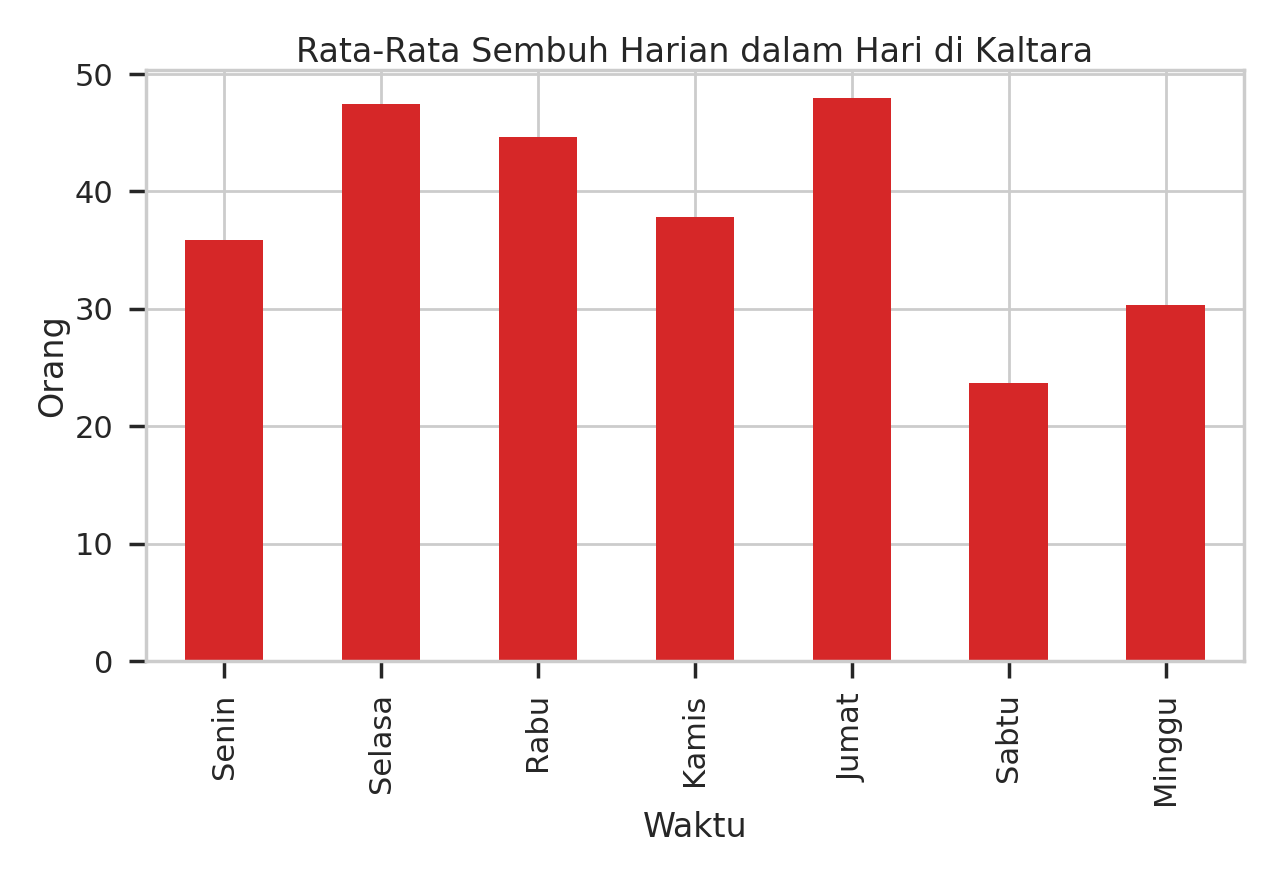 Rata-Rata Sembuh Harian dalam Hari di Kaltara
50
40
30
20
10
0
Orang
Senin
Selasa
Rabu
Kamis
Jumat
Sabtu
Minggu
Waktu